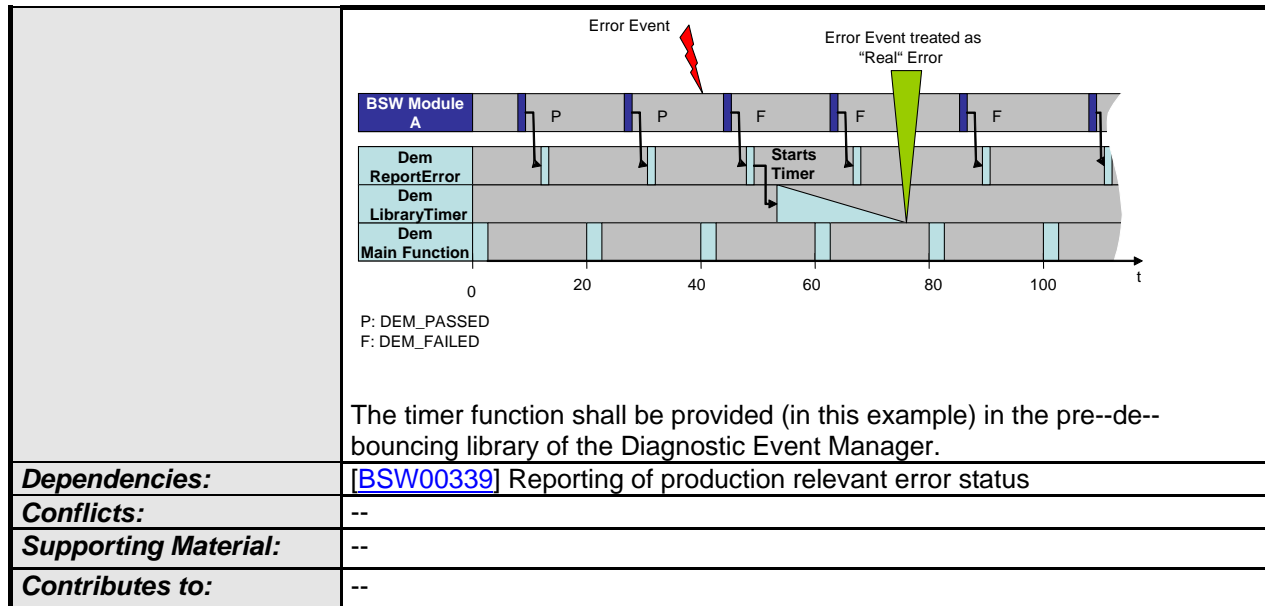 Error Event
Error Event treated as
“Real“ Error
BSW Module
A
P
P
F
F
F
Dem
ReportError
Starts
Timer
Dem
LibraryTimer
Dem
Main Function
0
20
40
60
80
100
t
P: DEM_PASSED
F: DEM_FAILED
The timer function shall be provided (in this example) in the pre--de--
bouncing library of the Diagnostic Event Manager.
Dependencies: [BSW00339] Reporting of production relevant error status
Conflicts: --
Supporting Material: --
Contributes to: --